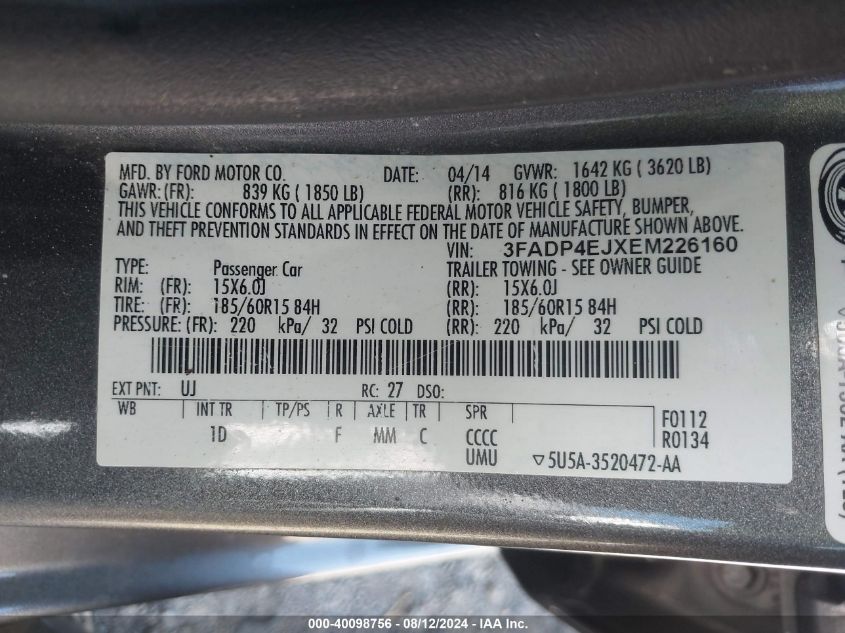 MFD. BY FORD MOTOR CO. DATE: 04/14 GVWR: 1642 KG ( 3620 LB)
GAWR: (FR): 839 KG ( 1850 LB) (RR): 816 KG ( 1800 LB)
THIS VEHICLE CONFORMS TO ALL APPLICABLE FEDERAL MOTOR VEHICLE SAFETY, BUMPER,
AND THEFT PREVENTION STANDARDS IN EFFECT ON THE DATE OF MANUFACTURE SHOWN ABOVE.
VIN: 3FADP4EJXEM226160
TYPE: Passenger Car TRAILER TOWING - SEE OWNER GUIDE
RIM: (FR): 15X6.0J (RR): 15X6.0J
TIRE: (FR): 185/60R15 84H (RR): 185/60R15 84H
PRESSURE: (FR): 220 kPa/ 32 PSI COLD (RR): 220 kPa/ 32 PSI COLD
EXT PNT: UJ RC: 27 DSO:
WB INT TR TP/PS R AXLE TR SPR F0112
1D F MM C CCCC R0134
UMU ▽5U5A-3520472-AA
000-40098756 - 08/12/2024 - IAA, Inc.